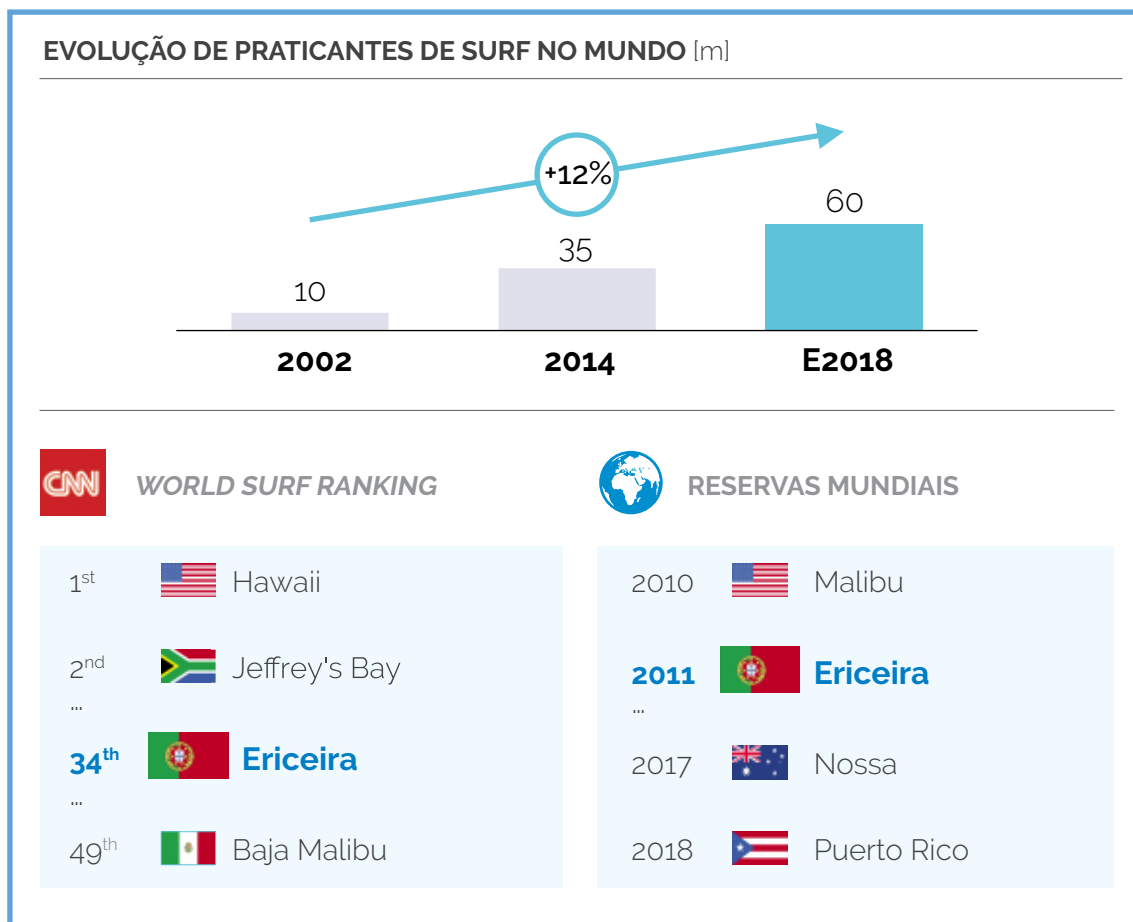 EVOLUÇÃO DE PRATICANTES DE SURF NO MUNDO [m]
+12%
10
35
60
2002
2014
E2018
CNN
WORLD SURF RANKING
1st Hawaii
2nd Jeffrey's Bay
...
34th Ericeira
...
49th Baja Malibu
RESERVAS MUNDIAIS
2010 Malibu
2011 Ericeira
...
2017 Nossa
2018 Puerto Rico